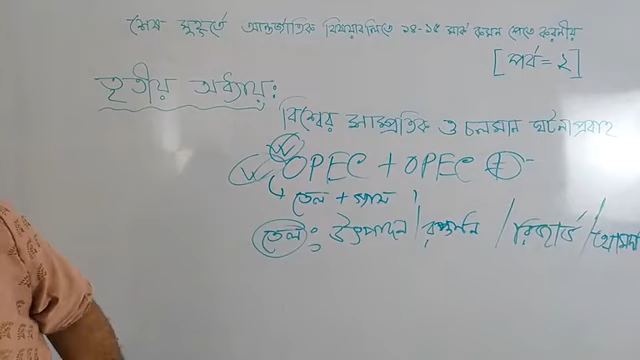 শেষ মুহূর্তে আন্তর্জাতিক বিষয়াবলিতে ১৪-১৫ মার্ক কমন পেতে করণীয়
[পর্ব = ২]
তৃতীয় অধ্যায়:
বিশ্বের সাম্প্রতিক ও চলমান ঘটনাপ্রবাহ
OPEC + OPEC +
তেল + গ্যাস
তেল: উৎপাদন / রপ্তানি / রিজার্ভ /